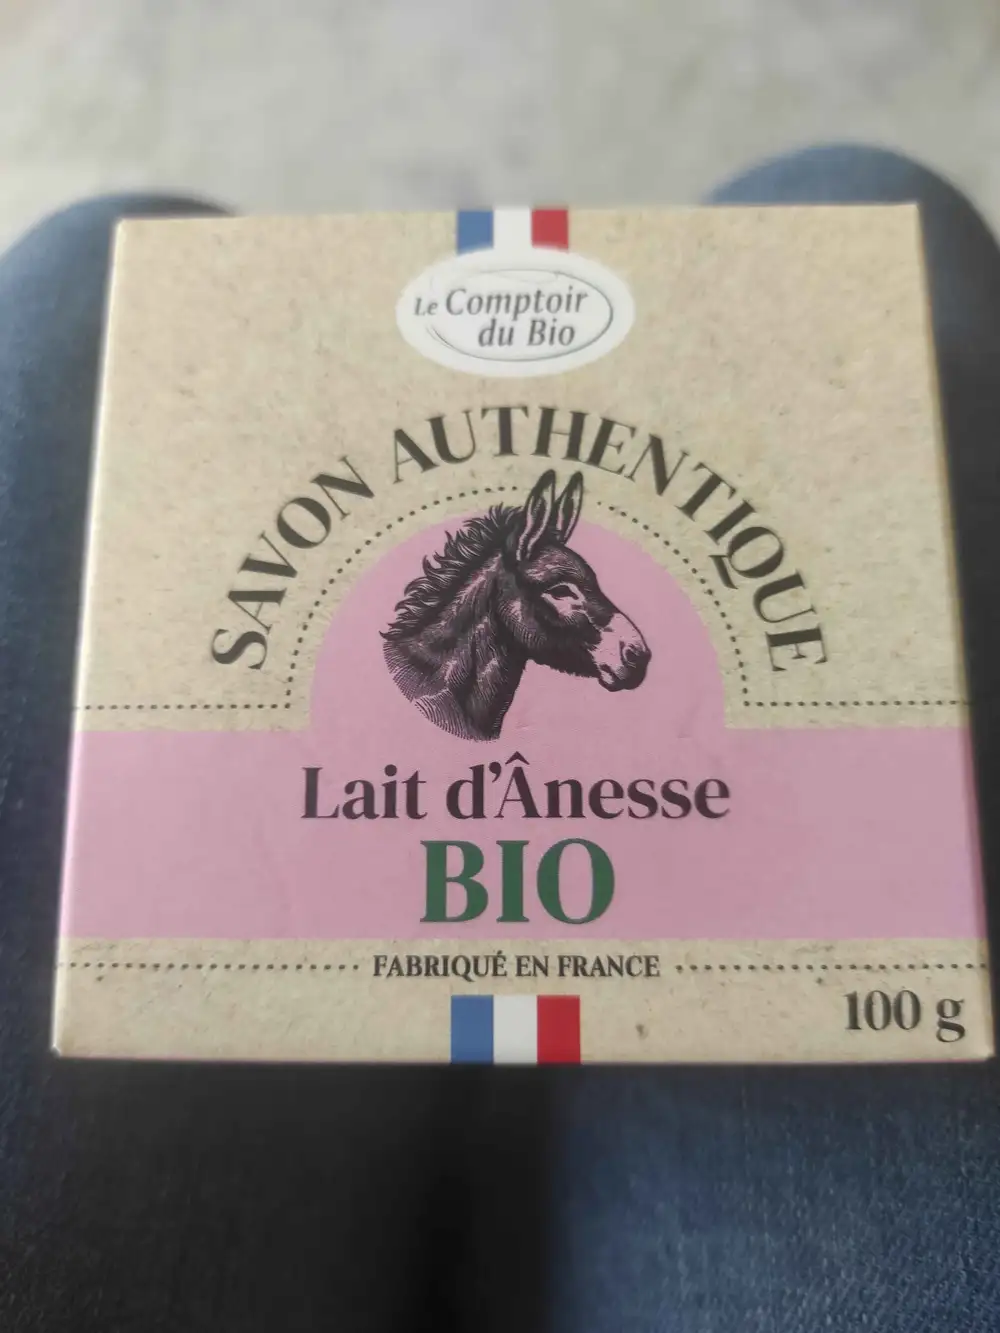 Le Comptoir
du Bio
SAVON AUTHENTIQUE
Lait d'Ânesse
BIO
FABRIQUÉ EN FRANCE
100 g